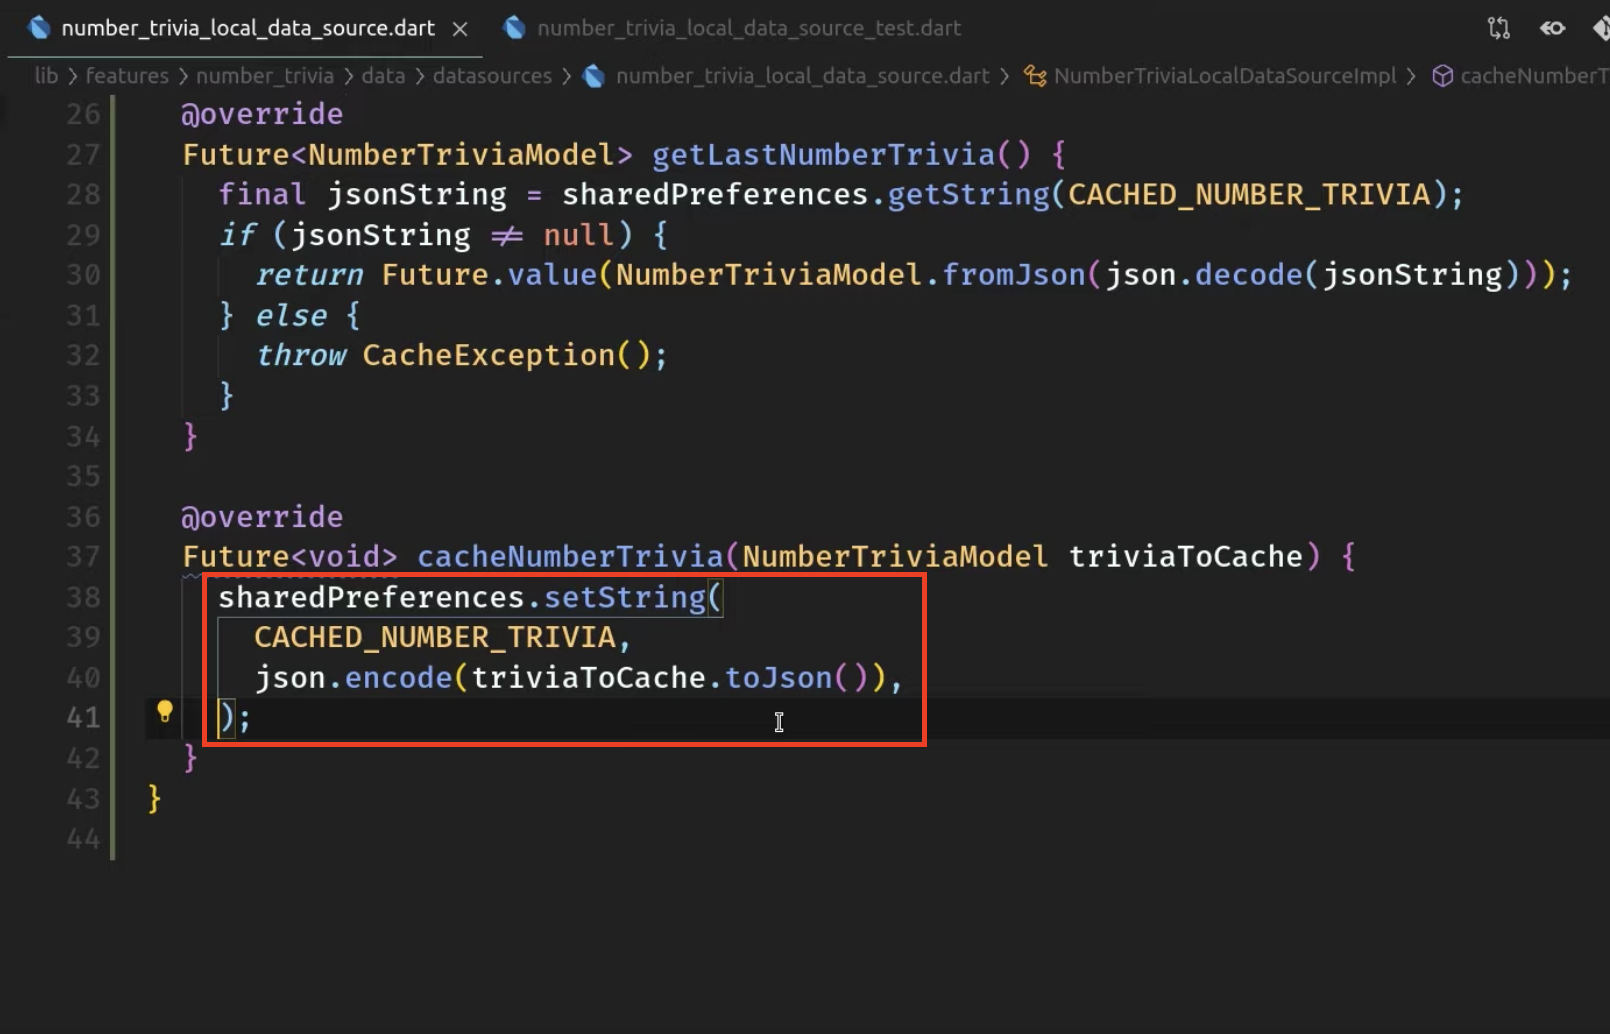 number_trivia_local_data_source.dart
number_trivia_local_data_source_test.dart
lib > features > number_trivia > data > datasources > number_trivia_local_data_source.dart > NumberTriviaLocalDataSourceImpl > cacheNumberT
26 @override
27 Future<NumberTriviaModel> getLastNumberTrivia() {
28 final jsonString = sharedPreferences.getString(CACHED_NUMBER_TRIVIA);
29 if (jsonString ≠ null) {
30 return Future.value(NumberTriviaModel.fromJson(json.decode(jsonString)));
31 } else {
32 throw CacheException();
33 }
34 }
35
36 @override
37 Future<void> cacheNumberTrivia(NumberTriviaModel triviaToCache) {
38 sharedPreferences.setString(
39 CACHED_NUMBER_TRIVIA,
40 json.encode(triviaToCache.toJson()),
41 );
42 }
43 }
44